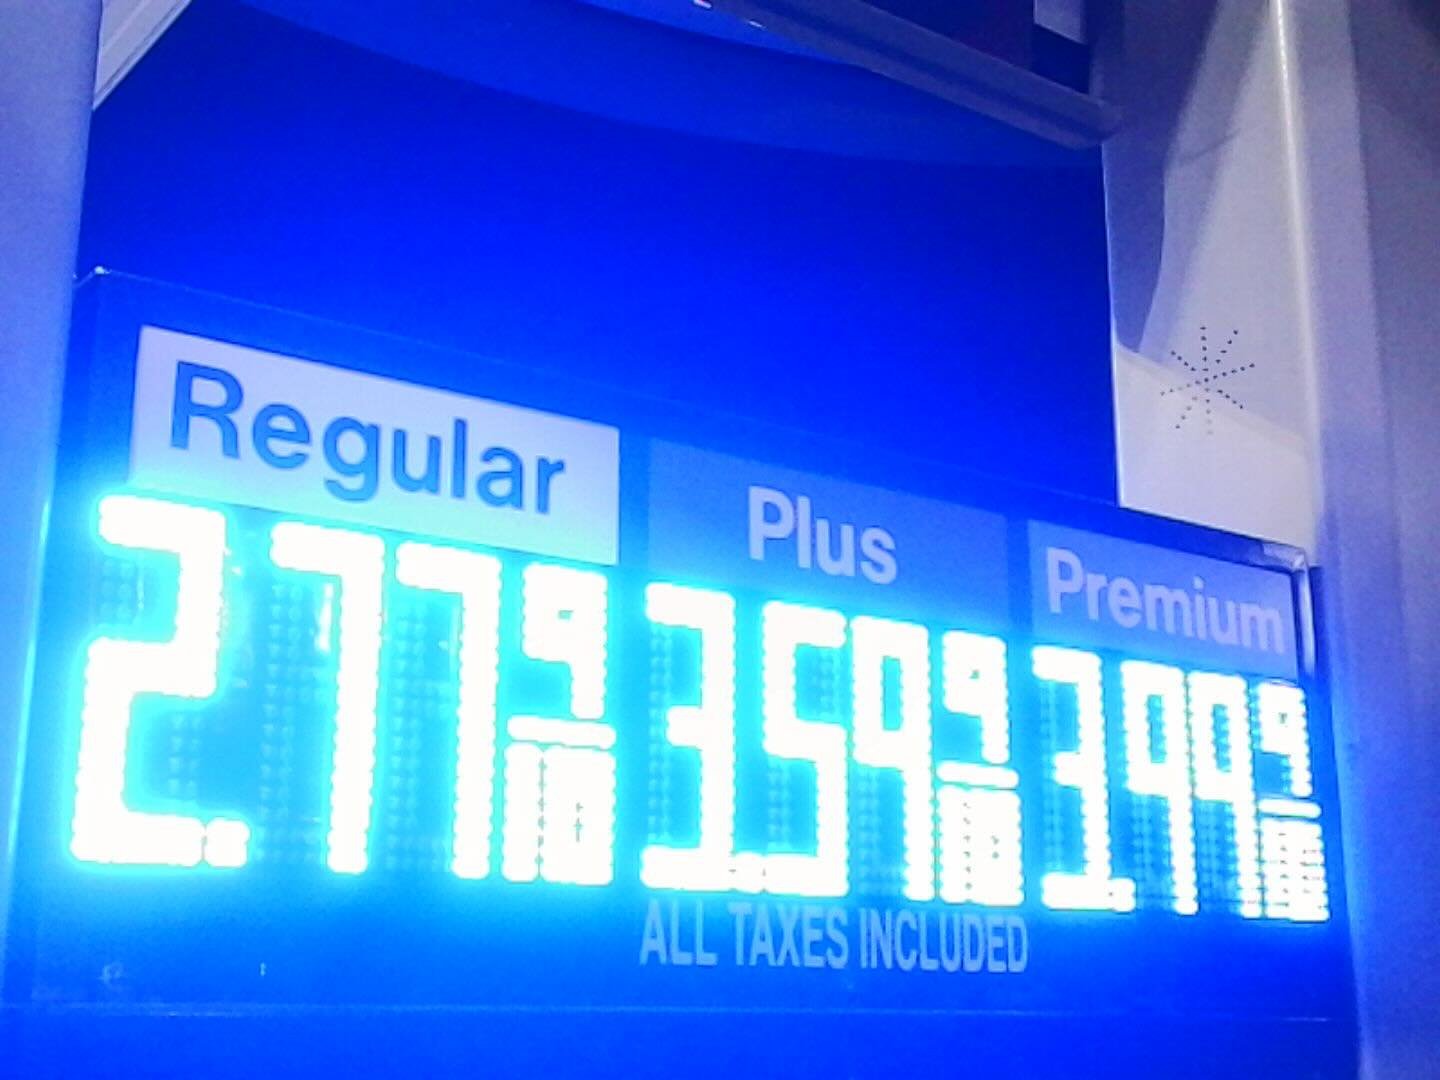 Regular Plus Premium
2.77 9/10 3.59 9/10 3.99 9/10
ALL TAXES INCLUDED